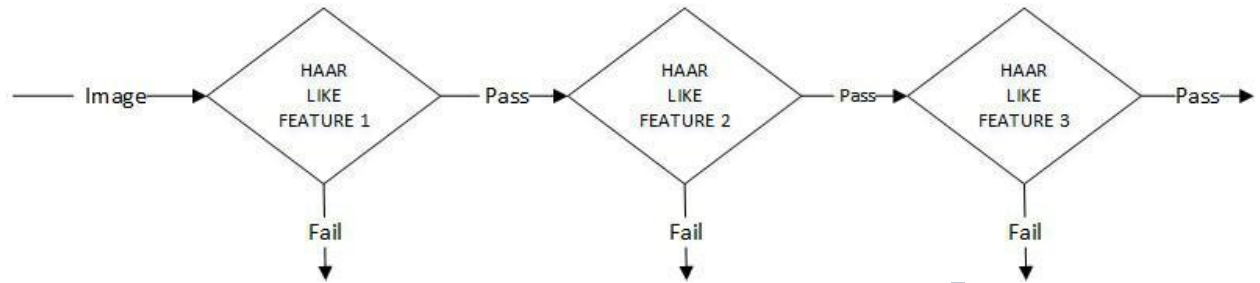 Image
HAAR
LIKE
FEATURE 1
Pass
HAAR
LIKE
FEATURE 2
Pass
HAAR
LIKE
FEATURE 3
Pass
Fail
Fail
Fail